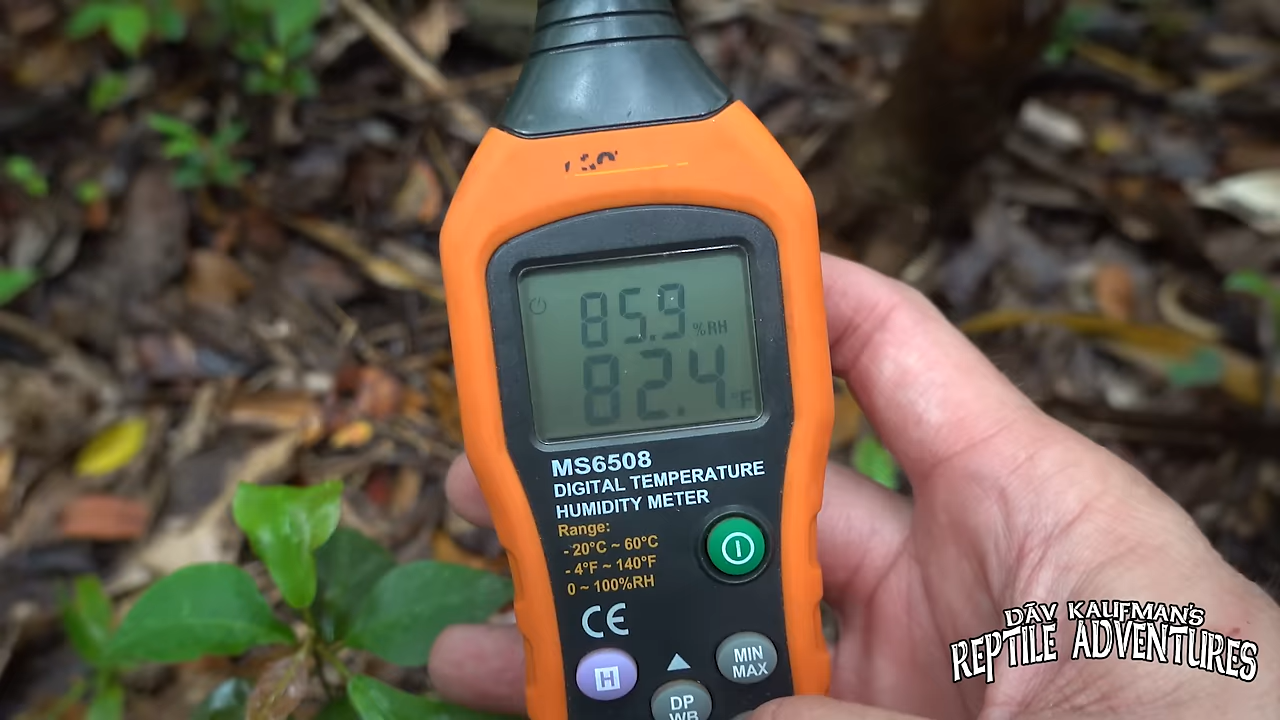 85.9 %RH
82.4 °F
MS6508
DIGITAL TEMPERATURE
HUMIDITY METER
Range:
-20°C ~ 60°C
-4°F ~ 140°F
0 ~ 100%RH
CE
H
MIN
MAX
DP
WB
DÄV KAUFMAN'S
REPTILE ADVENTURES